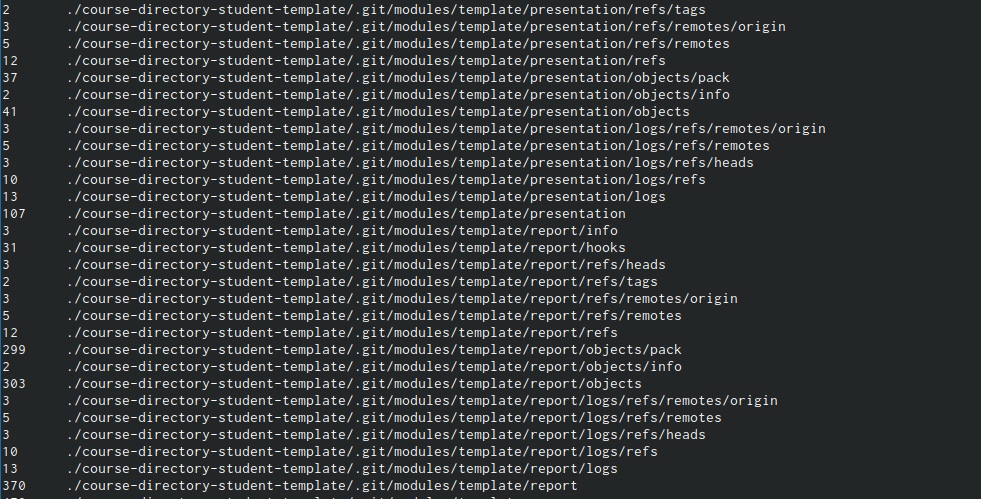 2 ./course-directory-student-template/.git/modules/template/presentation/refs/tags
3 ./course-directory-student-template/.git/modules/template/presentation/refs/remotes/origin
5 ./course-directory-student-template/.git/modules/template/presentation/refs/remotes
12 ./course-directory-student-template/.git/modules/template/presentation/refs
37 ./course-directory-student-template/.git/modules/template/presentation/objects/pack
2 ./course-directory-student-template/.git/modules/template/presentation/objects/info
41 ./course-directory-student-template/.git/modules/template/presentation/objects
3 ./course-directory-student-template/.git/modules/template/presentation/logs/refs/remotes/origin
5 ./course-directory-student-template/.git/modules/template/presentation/logs/refs/remotes
3 ./course-directory-student-template/.git/modules/template/presentation/logs/refs/heads
10 ./course-directory-student-template/.git/modules/template/presentation/logs/refs
13 ./course-directory-student-template/.git/modules/template/presentation/logs
107 ./course-directory-student-template/.git/modules/template/presentation
3 ./course-directory-student-template/.git/modules/template/report/info
31 ./course-directory-student-template/.git/modules/template/report/hooks
3 ./course-directory-student-template/.git/modules/template/report/refs/heads
2 ./course-directory-student-template/.git/modules/template/report/refs/tags
3 ./course-directory-student-template/.git/modules/template/report/refs/remotes/origin
5 ./course-directory-student-template/.git/modules/template/report/refs/remotes
12 ./course-directory-student-template/.git/modules/template/report/refs
299 ./course-directory-student-template/.git/modules/template/report/objects/pack
2 ./course-directory-student-template/.git/modules/template/report/objects/info
303 ./course-directory-student-template/.git/modules/template/report/objects
3 ./course-directory-student-template/.git/modules/template/report/logs/refs/remotes/origin
5 ./course-directory-student-template/.git/modules/template/report/logs/refs/remotes
3 ./course-directory-student-template/.git/modules/template/report/logs/refs/heads
10 ./course-directory-student-template/.git/modules/template/report/logs/refs
13 ./course-directory-student-template/.git/modules/template/report/logs
370 ./course-directory-student-template/.git/modules/template/report